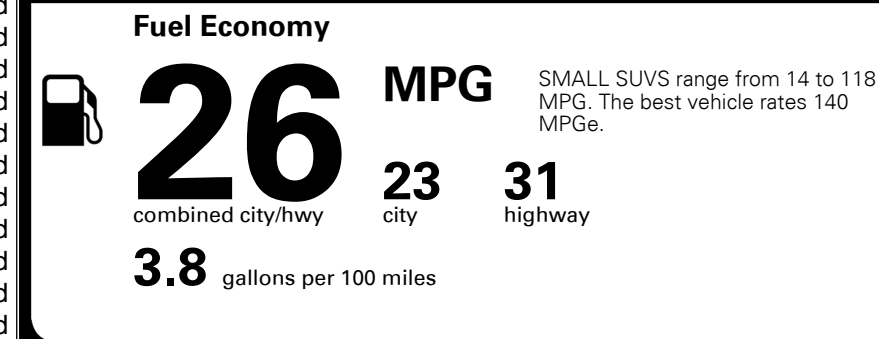 Fuel Economy
26
MPG
SMALL SUVS range from 14 to 118
MPG. The best vehicle rates 140
MPGe.
23 31
combined city/hwy city highway
3.8 gallons per 100 miles